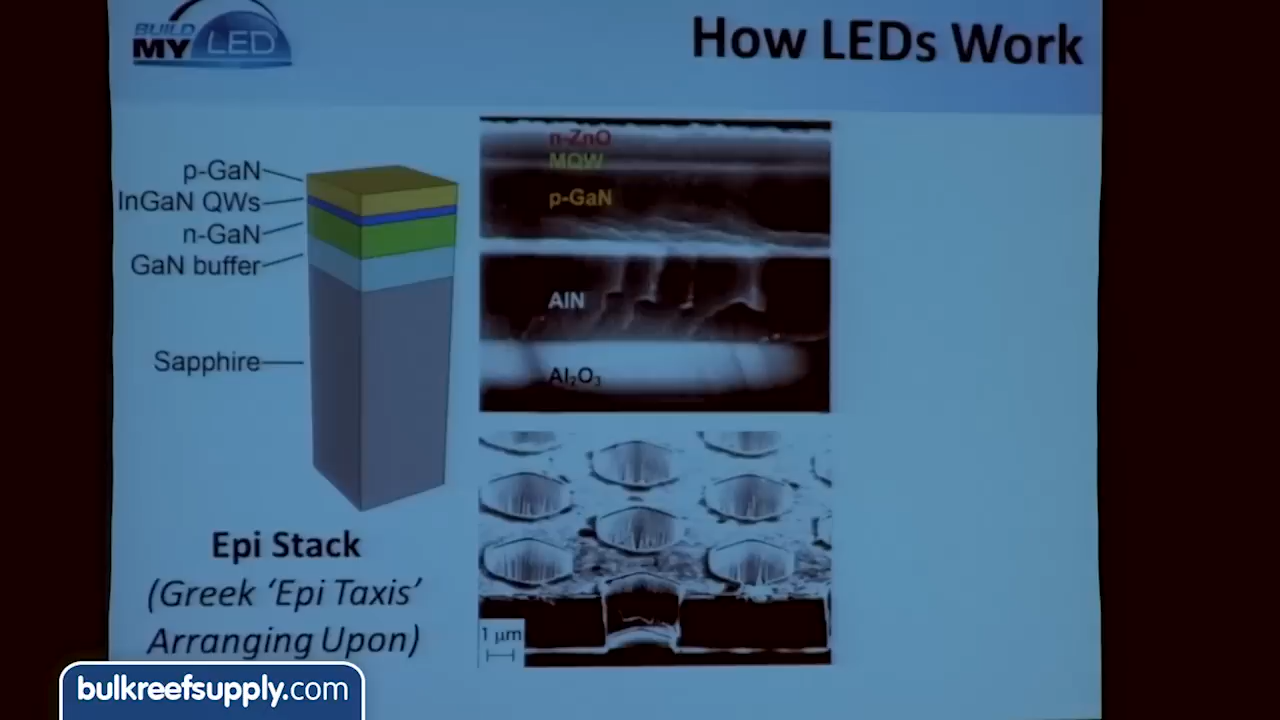 BUILD
MY LED
How LEDs Work
p-GaN
InGaN QWs
n-GaN
GaN buffer
Sapphire
n-ZnO
MQW
p-GaN
AlN
Al₂O₃
1 µm
Epi Stack
(Greek ‘Epi Taxis’
Arranging Upon)
bulkreefsupply.com